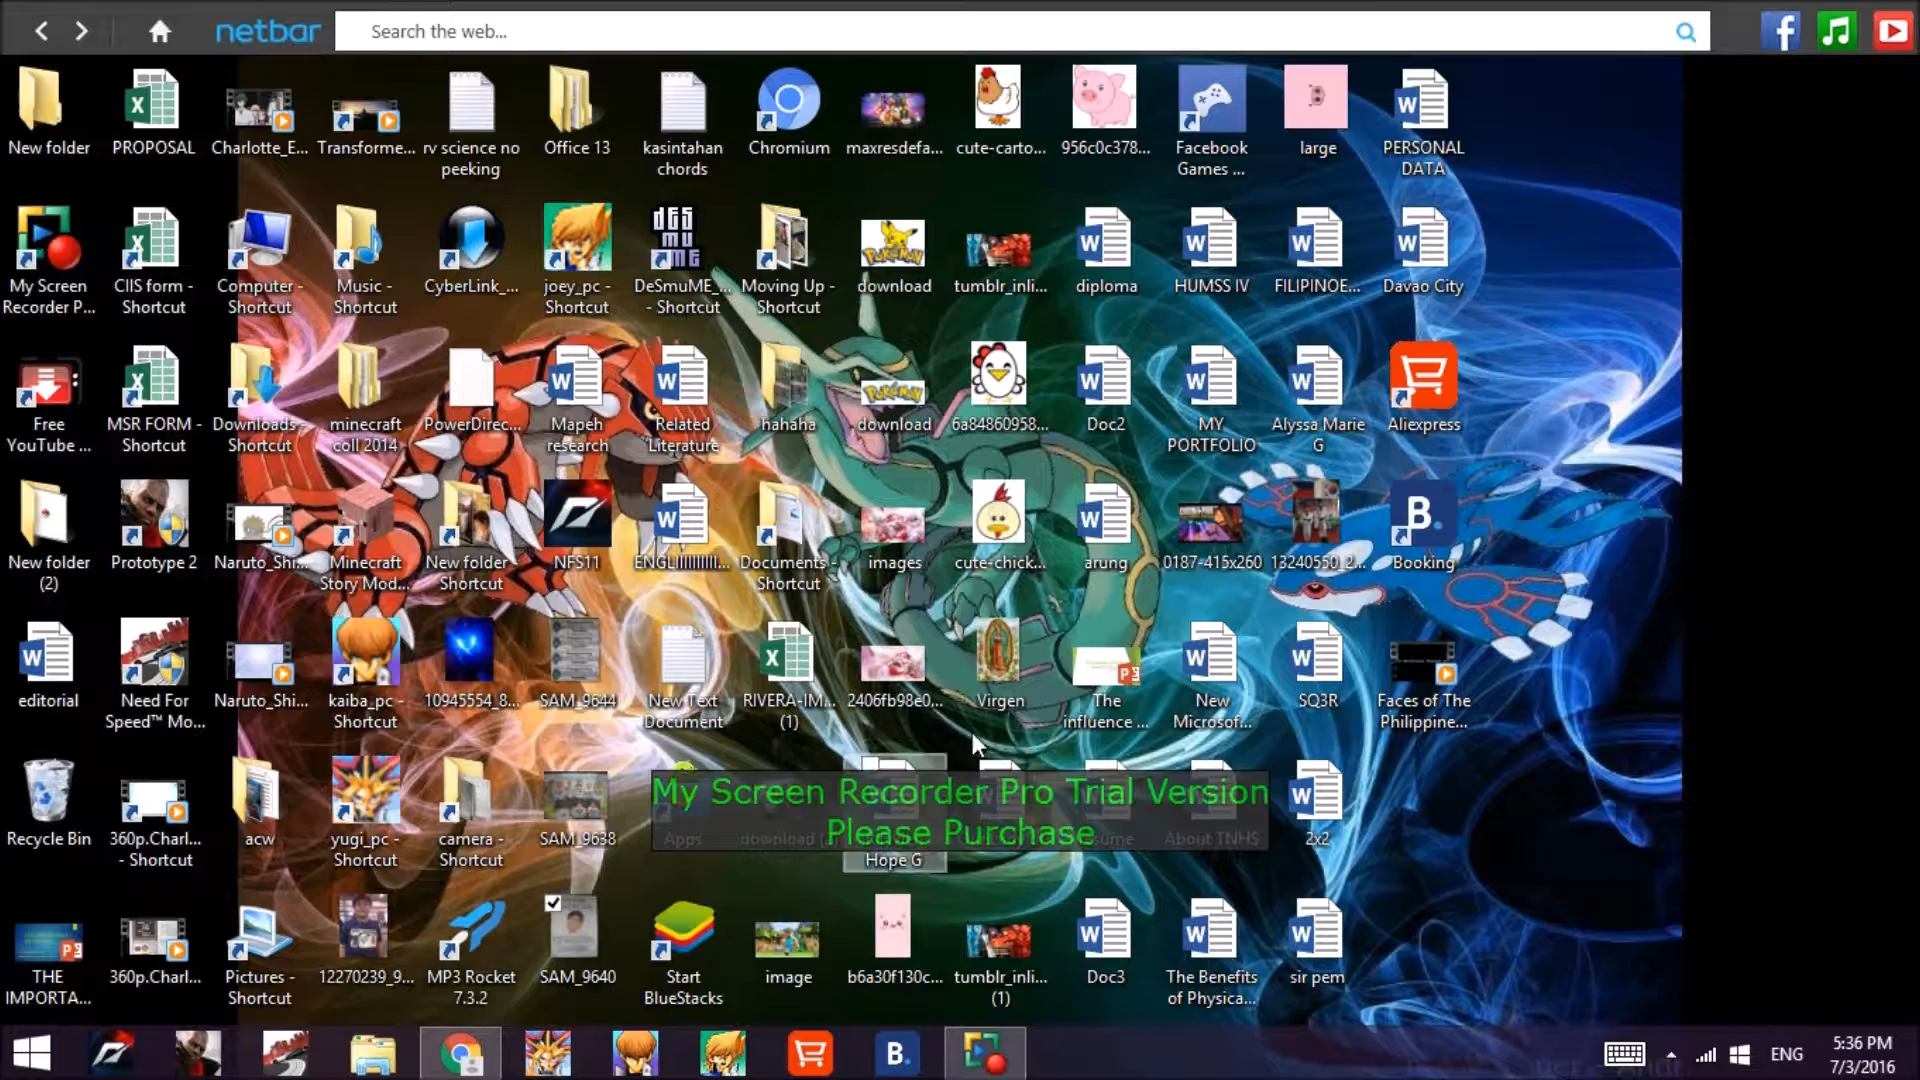 netbar
Search the web...
New folder
PROPOSAL
Charlotte_E...
Transforme...
rv science no
peeking
Office 13
kasintahan
chords
Chromium
maxresdefa...
cute-carto...
956c0c378...
Facebook
Games ...
large
PERSONAL
DATA
My Screen
Recorder P...
CIIS form -
Shortcut
Computer -
Shortcut
Music -
Shortcut
CyberLink_...
joey_pc -
Shortcut
DeSmuME_...
- Shortcut
Moving Up -
Shortcut
download
tumblr_inli...
diploma
HUMSS IV
FILIPINOE...
Davao City
Free
YouTube ...
MSR FORM -
Shortcut
Downloads -
Shortcut
minecraft
coll 2014
PowerDirec...
Mapeh
research
Related
Literature
hahaha
download
6a84860958...
Doc2
MY
PORTFOLIO
Alyssa Marie
G
Aliexpress
New folder
(2)
Prototype 2
Naruto_Shi...
Minecraft
Story Mod...
New folder -
Shortcut
NFS11
Documents -
Shortcut
images
cute-chick...
arung
0187-415x260
13240550_2...
Booking
editorial
Need For
Speed™ Mo...
Naruto_Shi...
kaiba_pc -
Shortcut
10945554_8...
SAM_9644
New Text
Document
RIVERA-IM...
(1)
2406fb98e0...
Virgen
The
influence ...
New
Microsof...
SQ3R
Faces of The
Philippine...
Recycle Bin
360p.Charl...
- Shortcut
acw
yugi_pc -
Shortcut
camera -
Shortcut
SAM_9638
Apps
My Screen Recorder Pro Trial Version
Please Purchase
Hope G
About TNHS
2x2
THE
IMPORTA...
360p.Charl...
Pictures -
Shortcut
12270239_9...
MP3 Rocket
7.3.2
SAM_9640
Start
BlueStacks
image
b6a30f130c...
tumblr_inli...
(1)
Doc3
The Benefits
of Physica...
sir pem
B.
ENG
5:36 PM
7/3/2016